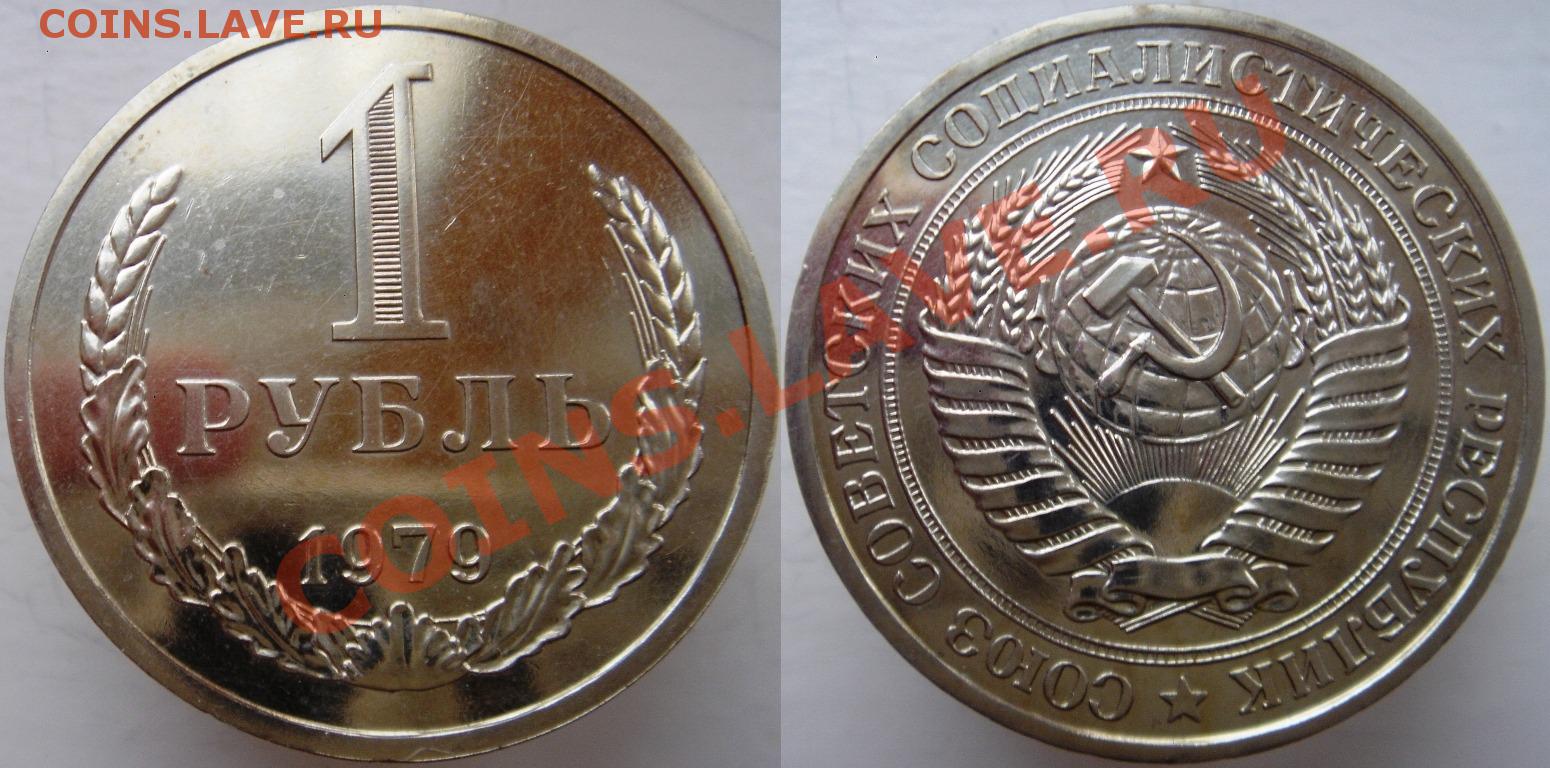 COINS.LAVE.RU
1
РУБЛЬ
1979
СОЮЗ СОВЕТСКИХ СОЦИАЛИСТИЧЕСКИХ РЕСПУБЛИК
COINS.LAVE.RU